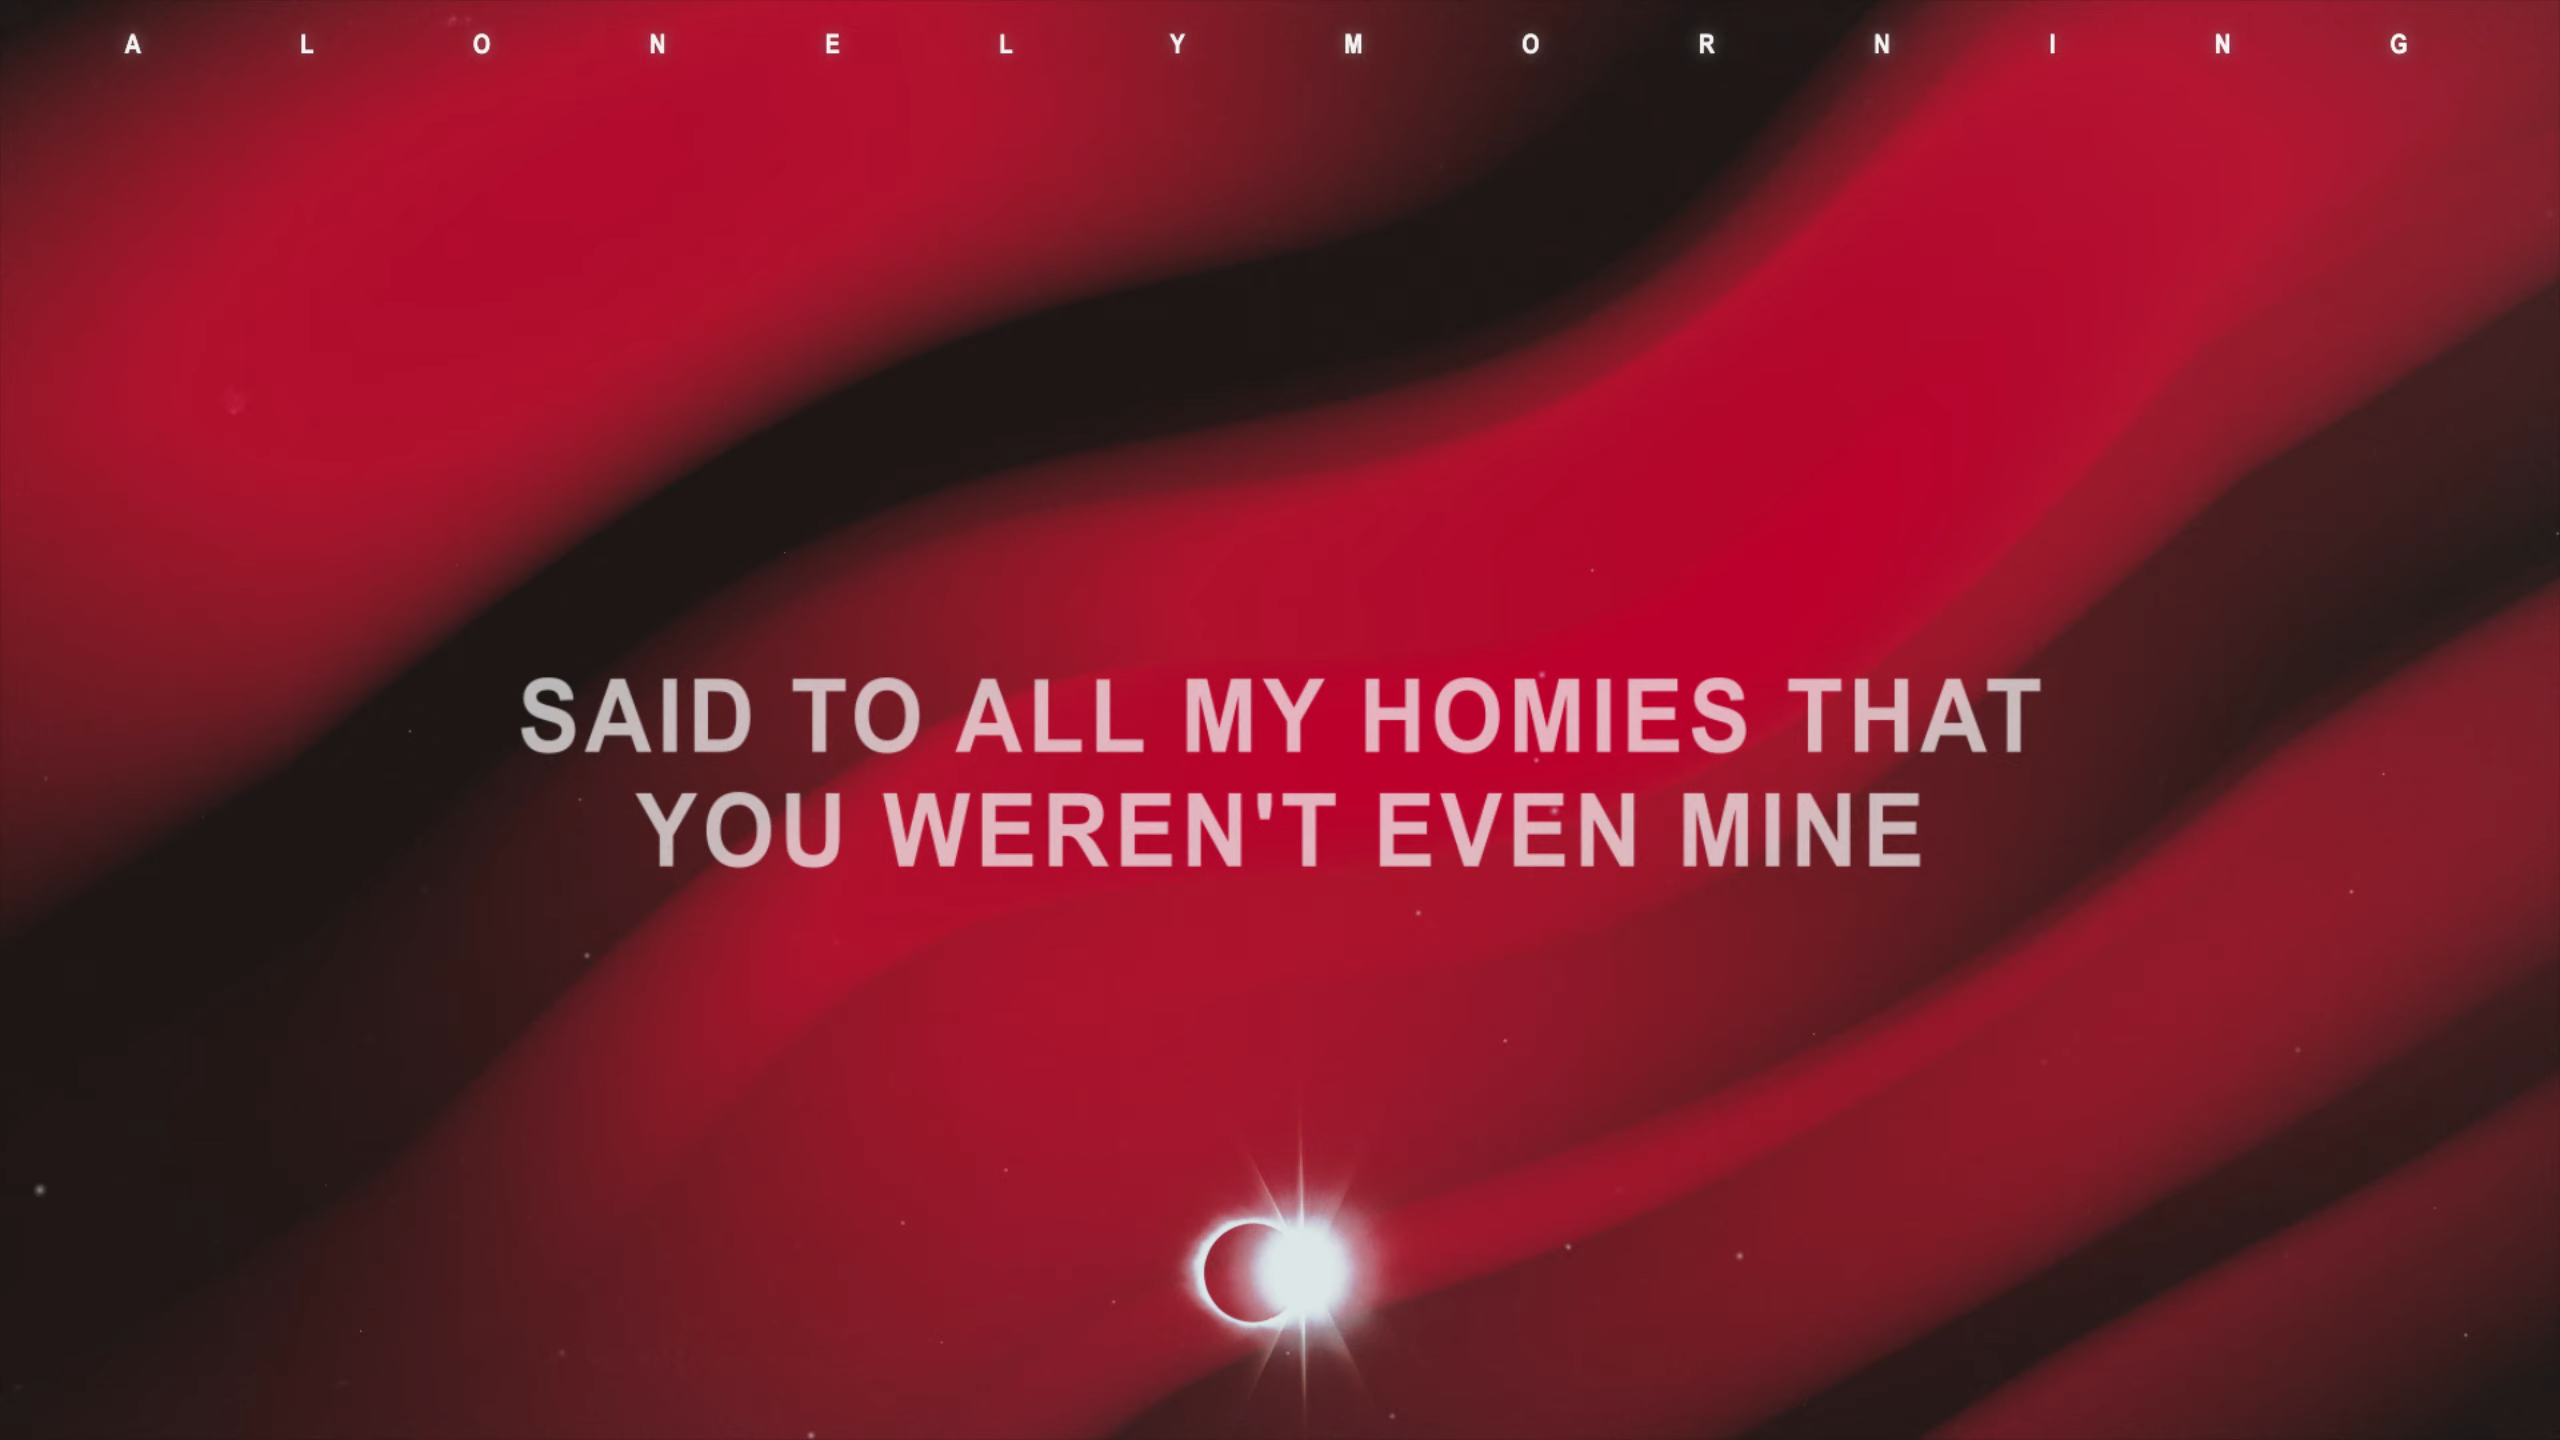 A L O N E L Y M O R N I N G
SAID TO ALL MY HOMIES THAT
YOU WEREN'T EVEN MINE